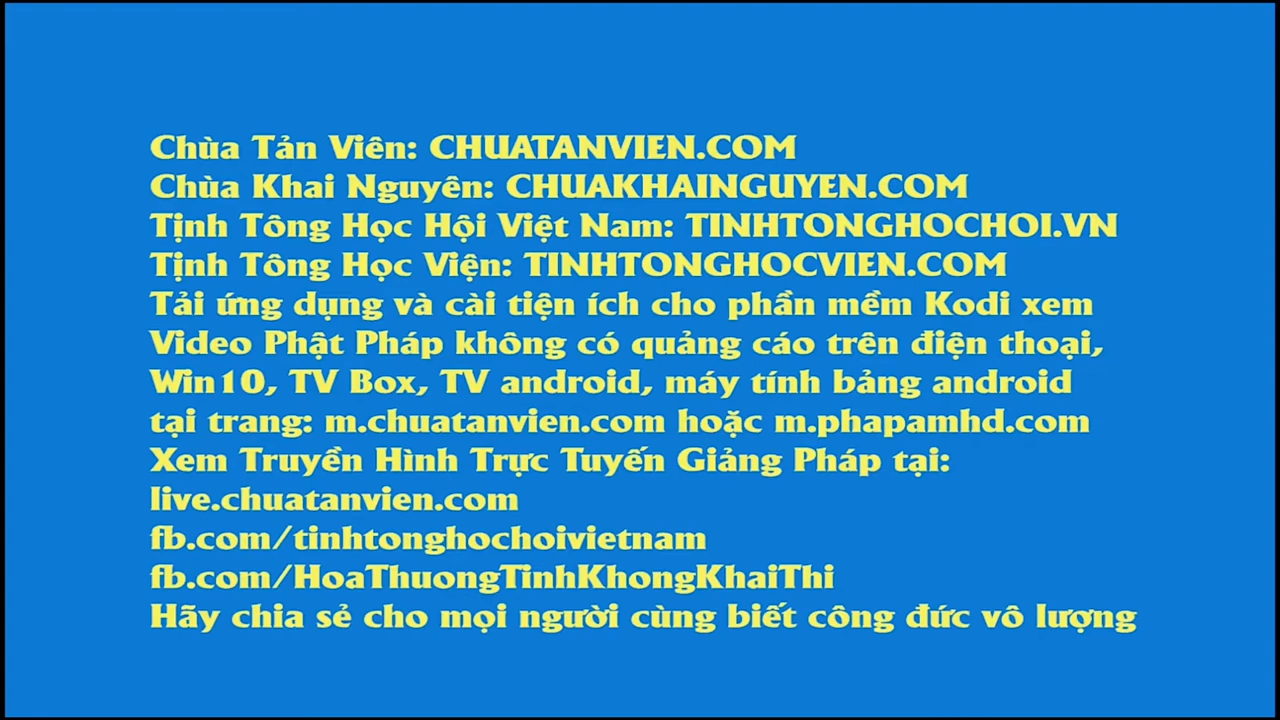 Chùa Tản Viên: CHUATANVIEN.COM
Chùa Khai Nguyên: CHUAKHAINGUYEN.COM
Tịnh Tông Học Hội Việt Nam: TINHTONGHOCHOI.VN
Tịnh Tông Học Viện: TINHTONGHOCVIEN.COM
Tải ứng dụng và cài tiện ích cho phần mềm Kodi xem
Video Phật Pháp không có quảng cáo trên điện thoại,
Win10, TV Box, TV android, máy tính bảng android
tại trang: m.chuatanvien.com hoặc m.phapamhd.com
Xem Truyền Hình Trực Tuyến Giảng Pháp tại:
live.chuatanvien.com
fb.com/tinhtonghochoivietnam
fb.com/HoaThuongTinhKhongKhaiThi
Hãy chia sẻ cho mọi người cùng biết công đức vô lượng